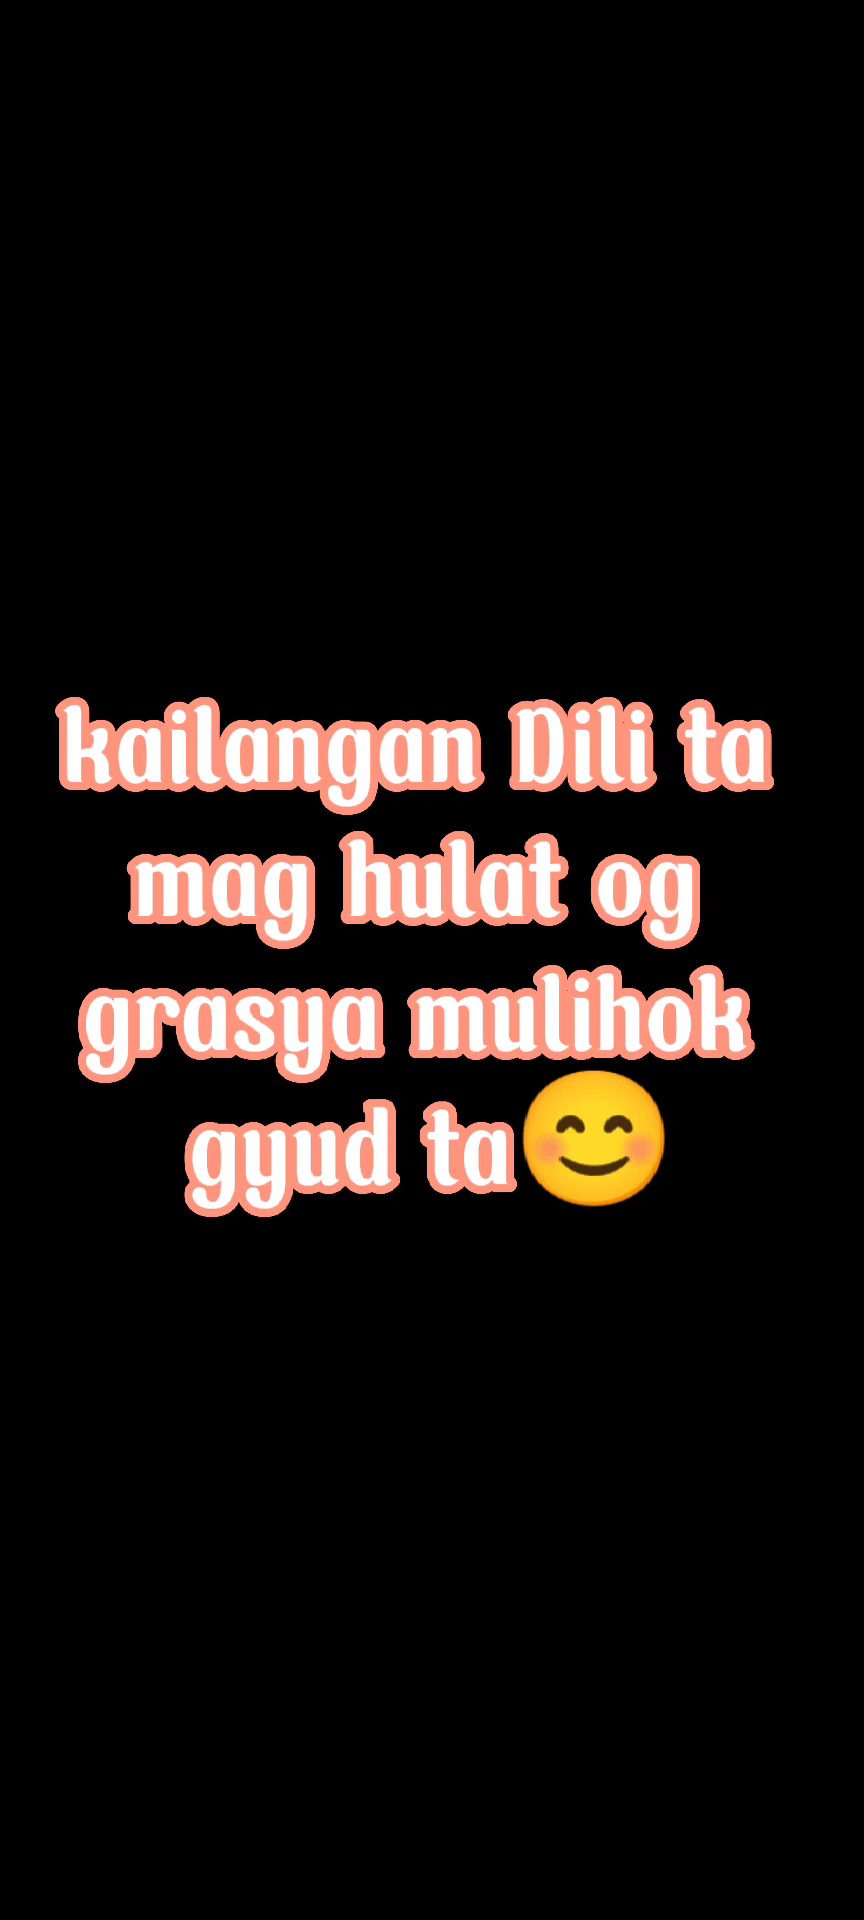 kailangan Dili ta
mag hulat og
grasya mulihok
gyud ta😊